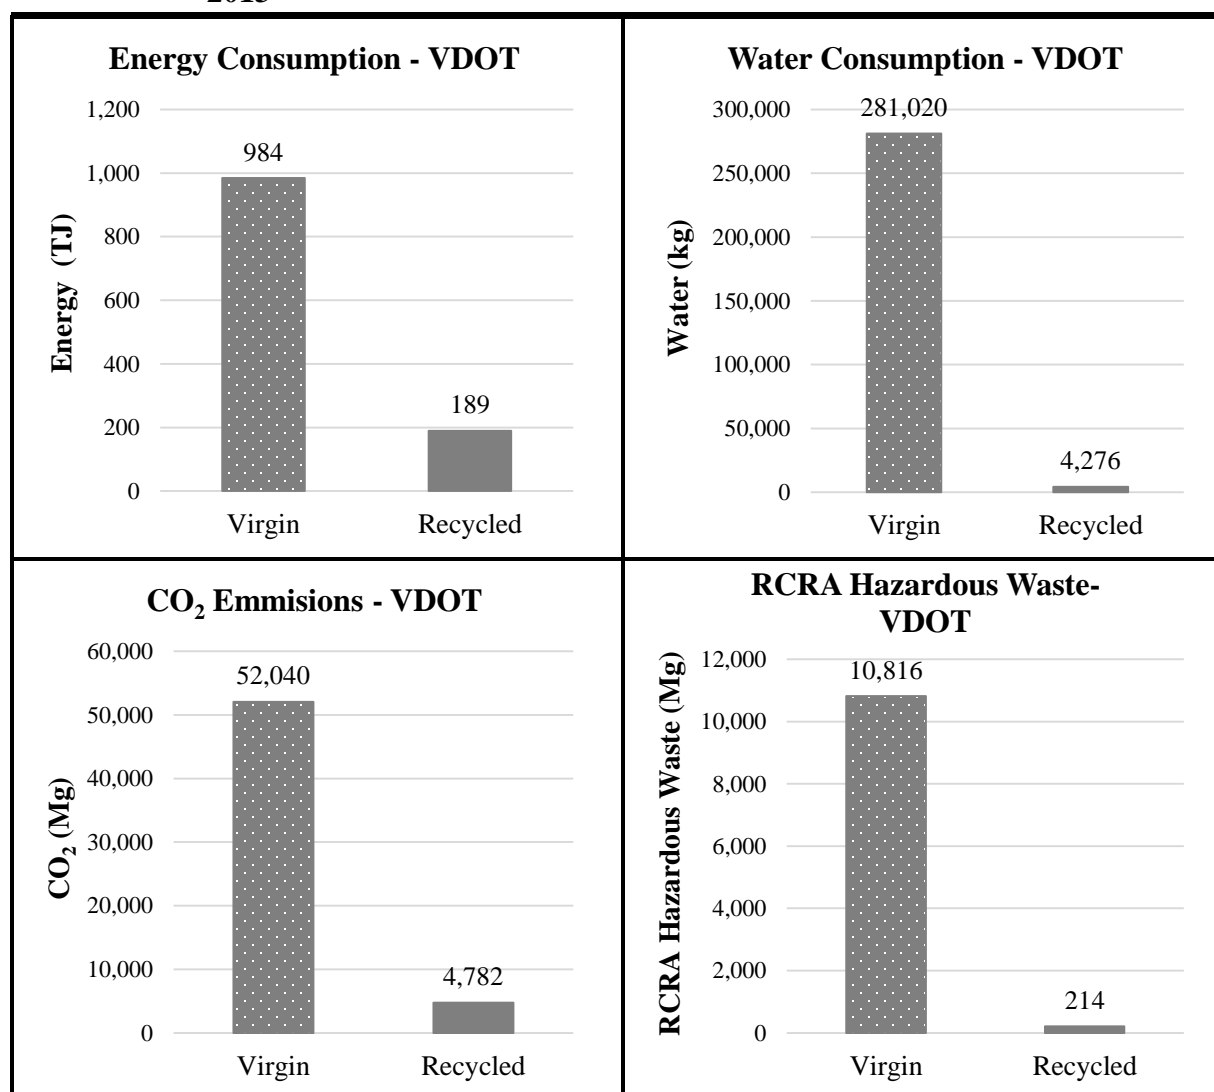 Energy Consumption - VDOT
1,200
1,000
800
600
400
200
0
Energy (TJ)
984
189
Virgin Recycled
Water Consumption - VDOT
300,000
250,000
200,000
150,000
100,000
50,000
0
Water (kg)
281,020
4,276
Virgin Recycled
CO₂ Emmisions - VDOT
60,000
50,000
40,000
30,000
20,000
10,000
0
CO₂ (Mg)
52,040
4,782
Virgin Recycled
RCRA Hazardous Waste-
VDOT
12,000
10,000
8,000
6,000
4,000
2,000
0
RCRA Hazardous Waste (Mg)
10,816
214
Virgin Recycled